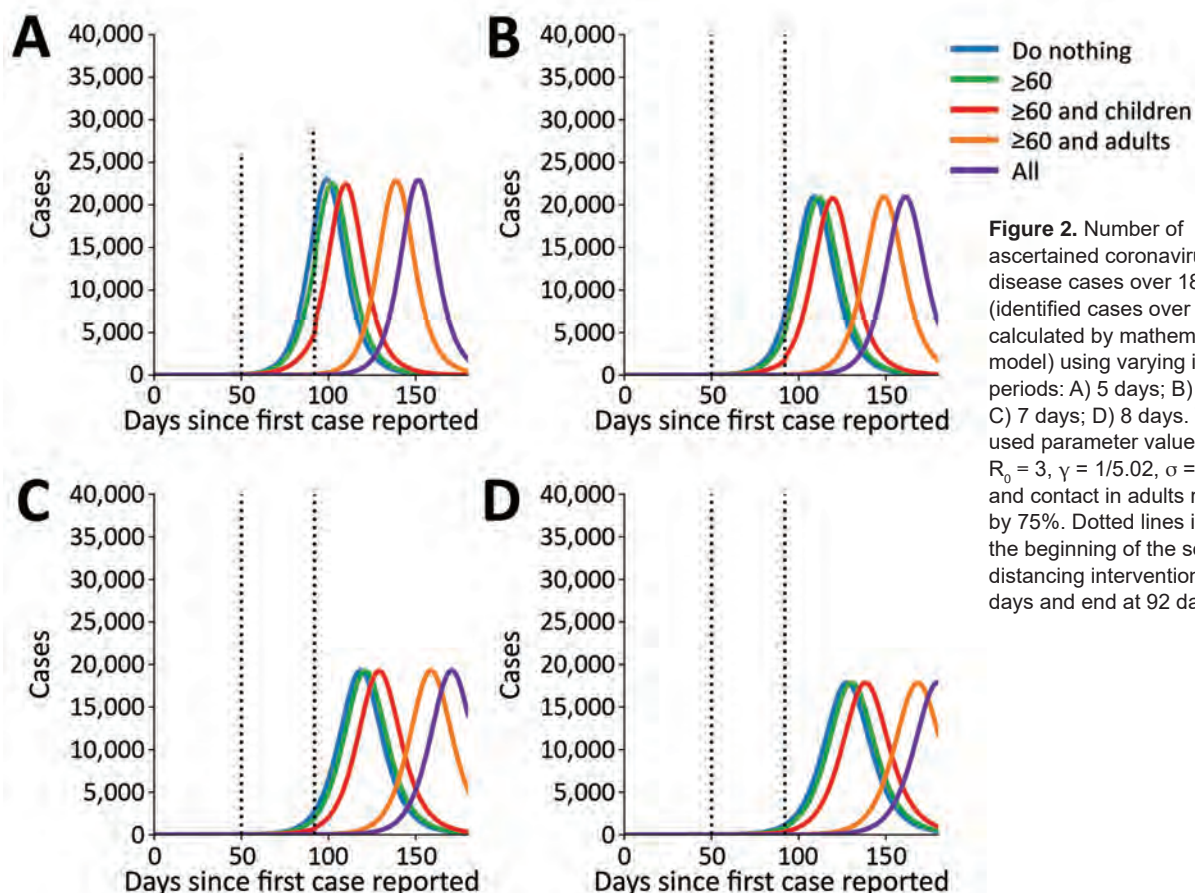 A
40,000
35,000
30,000
25,000
20,000
15,000
10,000
5,000
0
Cases
0 50 100 150
Days since first case reported
B
40,000
35,000
30,000
25,000
20,000
15,000
10,000
5,000
0
Cases
0 50 100 150
Days since first case reported
Do nothing
≥60
≥60 and children
≥60 and adults
All
Figure 2. Number of
ascertained
disease cases over
(identified cases over
calculated by
model) using varying
periods: A) 5 days; B)
C) 7 days; D) 8 days.
used parameter
R₀ = 3, γ = 1/5.02, σ =
and contact in adults
by 75%. Dotted lines
the beginning of the
distancing
days and end at 92
C
40,000
35,000
30,000
25,000
20,000
15,000
10,000
5,000
0
Cases
0 50 100 150
Days since first case reported
D
40,000
35,000
30,000
25,000
20,000
15,000
10,000
5,000
0
Cases
0 50 100 150
Days since first case reported